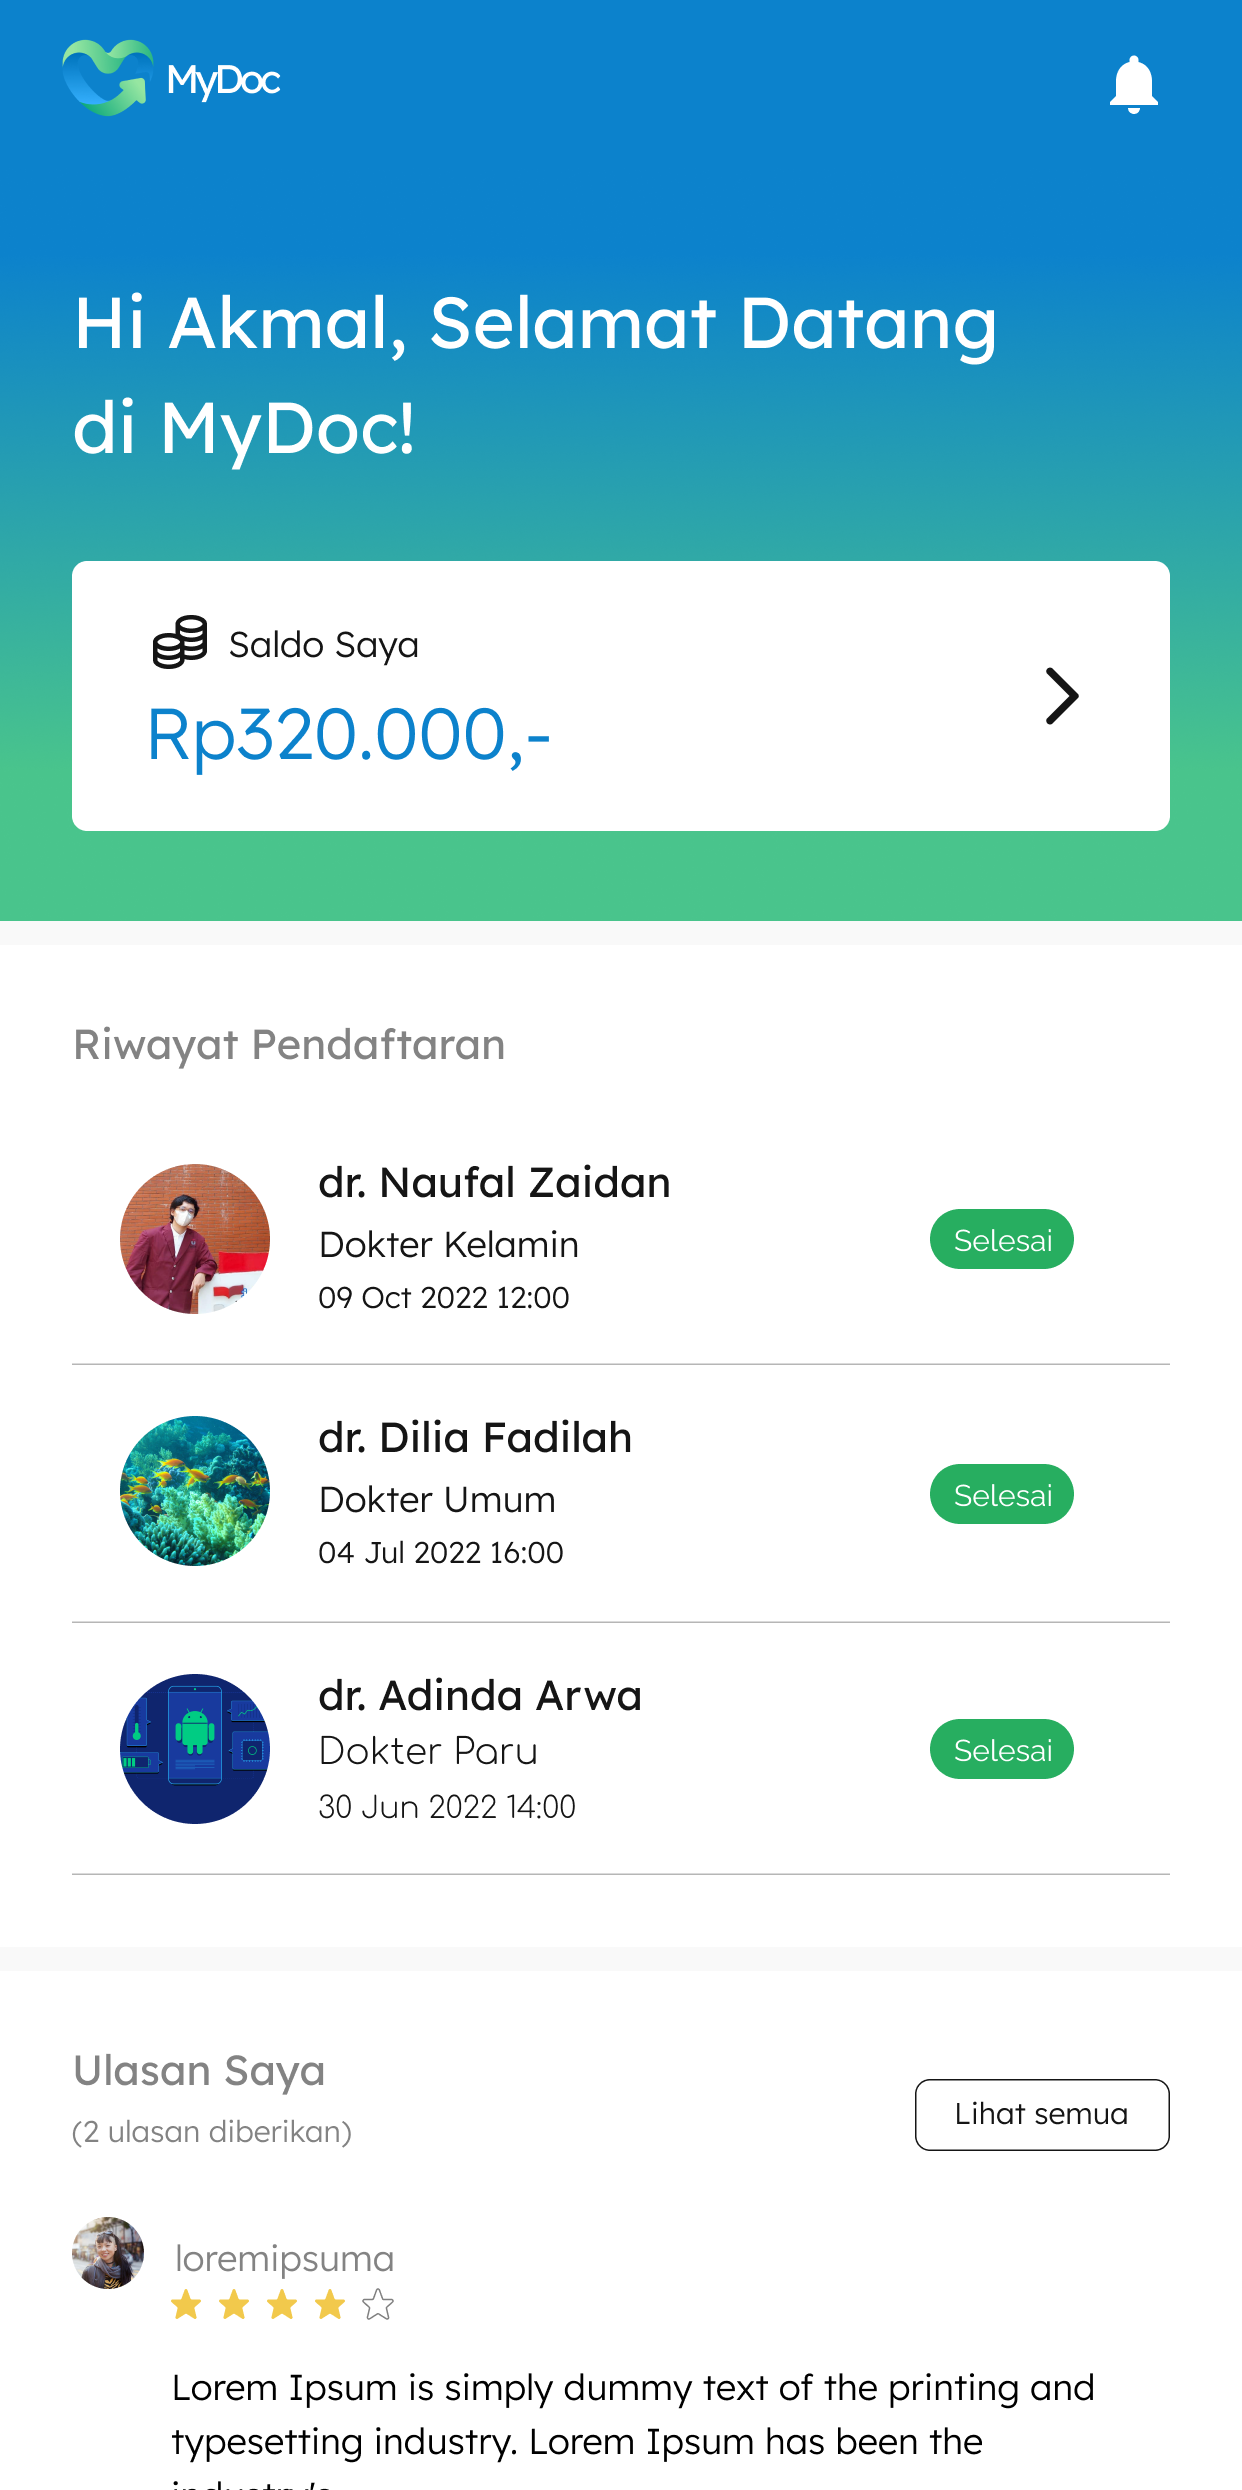 MyDoc
Hi Akmal, Selamat Datang
di MyDoc!
Saldo Saya
Rp320.000,-
Riwayat Pendaftaran
dr. Naufal Zaidan
Dokter Kelamin
09 Oct 2022 12:00
Selesai
dr. Dilia Fadilah
Dokter Umum
04 Jul 2022 16:00
Selesai
dr. Adinda Arwa
Dokter Paru
30 Jun 2022 14:00
Selesai
Ulasan Saya
(2 ulasan diberikan)
Lihat semua
loremipsuma
Lorem Ipsum is simply dummy text of the printing and
typesetting industry. Lorem Ipsum has been the
industry's